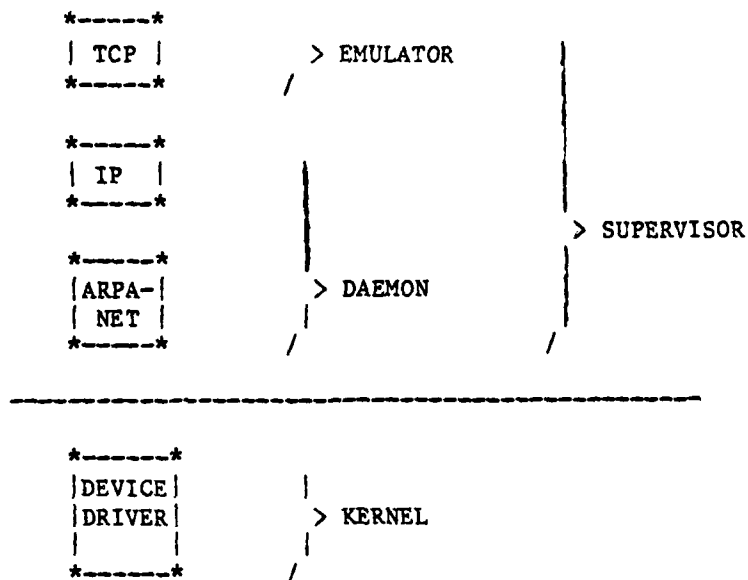 TCP > EMULATOR
IP
> SUPERVISOR
ARPA-
NET > DAEMON
DEVICE
DRIVER > KERNEL